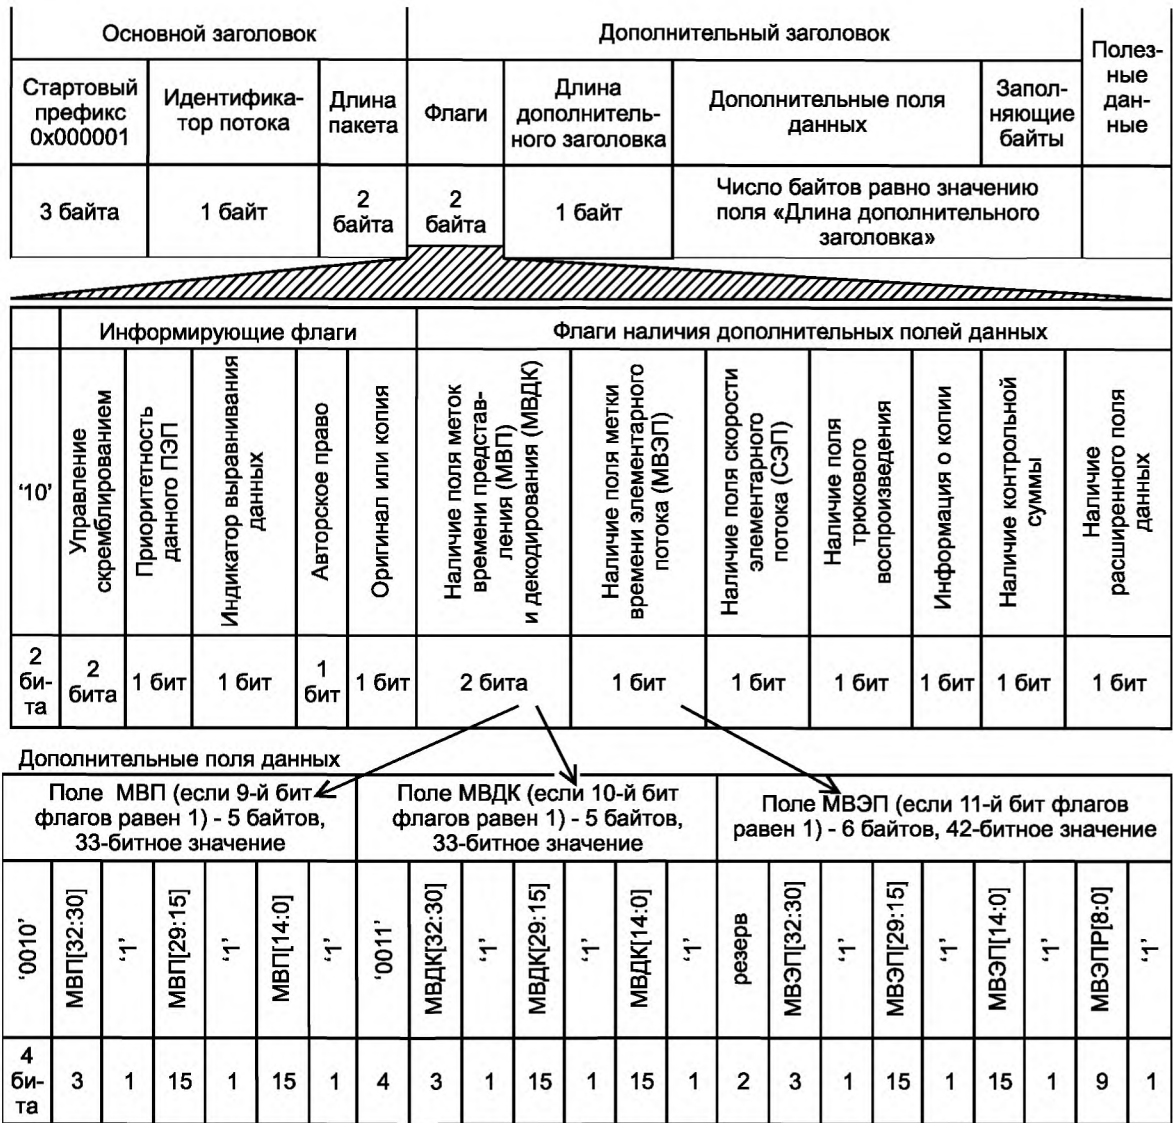 Основной заголовок
Дополнительный заголовок
Полез-
ные
дан-
ные
Стартовый
префикс
0x000001
Идентифика-
тор потока
Длина
пакета
Флаги
Длина
дополнитель-
ного заголовка
Дополнительные поля
данных
Запол-
няющие
байты
3 байта
1 байт
2
байта
2
байта
1 байт
Число байтов равно значению
поля «Длина дополнительного
заголовка»
Информирующие флаги
Флаги наличия дополнительных полей данных
‘10’
Управление
скремблированием
Приоритетность
данного ПЭП
Индикатор выравнивания
данных
Авторское право
Оригинал или копия
Наличие поля меток
времени представ-
ления (МВП)
и декодирования (МВДК)
Наличие поля метки
времени элементарного
потока (МВЭП)
Наличие поля скорости
элементарного
потока (СЭП)
Наличие поля
трюкового
воспроизведения
Информация о копии
Наличие контрольной
суммы
Наличие
расширенного поля
данных
2
би-
та
2
бита
1 бит
1 бит
1
бит
1 бит
2 бита
1 бит
1 бит
1 бит
1 бит
1 бит
1 бит
Дополнительные поля данных
Поле МВП (если 9-й бит
флагов равен 1) - 5 байтов,
33-битное значение
Поле МВДК (если 10-й бит
флагов равен 1) - 5 байтов,
33-битное значение
Поле МВЭП (если 11-й бит флагов
равен 1) - 6 байтов, 42-битное значение
‘0010’
МВП[32:30]
‘1’
МВП[29:15]
‘1’
МВП[14:0]
‘1’
‘0011’
МВДК[32:30]
‘1’
МВДК[29:15]
‘1’
МВДК[14:0]
‘1’
резерв
МВЭП[32:30]
‘1’
МВЭП[29:15]
‘1’
МВЭП[14:0]
‘1’
МВЭПР[8:0]
‘1’
4
би-
та
3
1
15
1
15
1
4
3
1
15
1
15
1
2
3
1
15
1
15
1
9
1